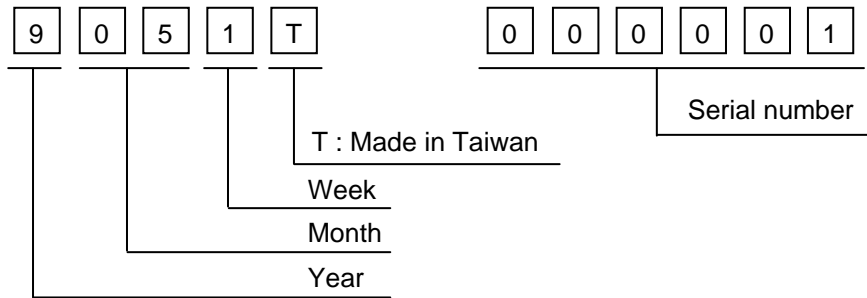 9 0 5 1 T 0 0 0 0 0 1
Serial number
T : Made in Taiwan
Week
Month
Year